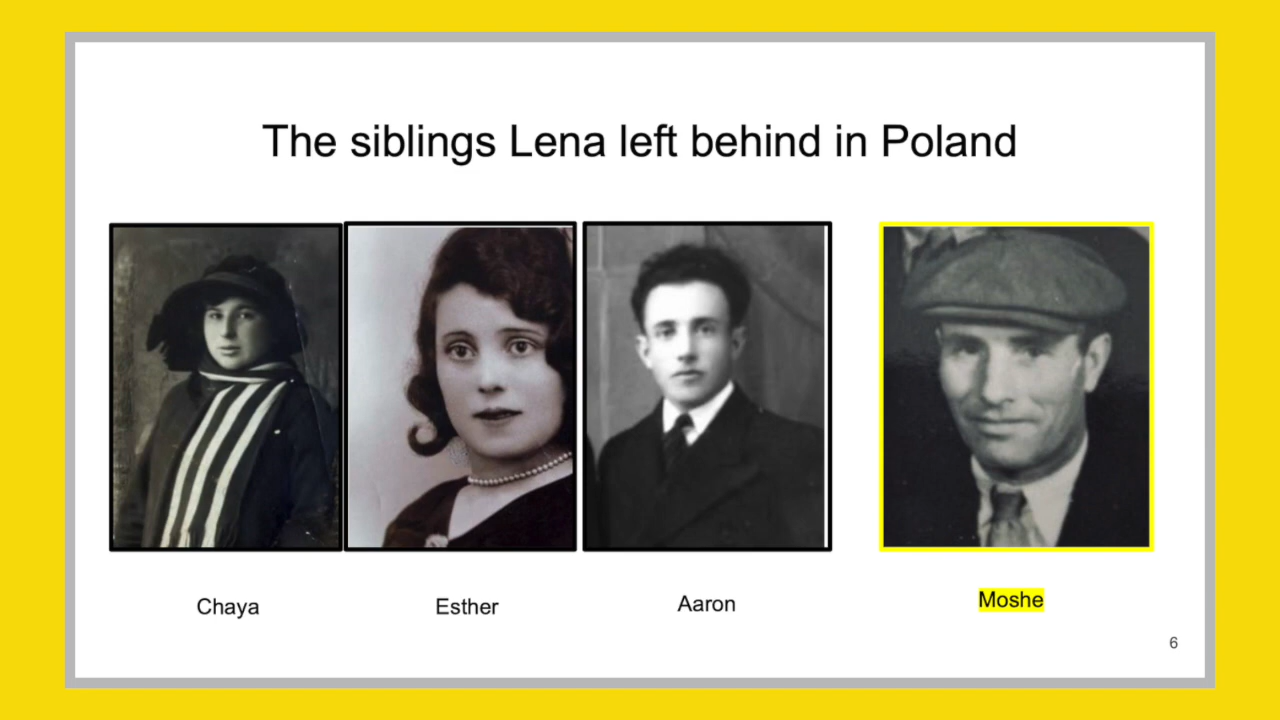 The siblings Lena left behind in Poland
Chaya
Esther
Aaron
Moshe
6